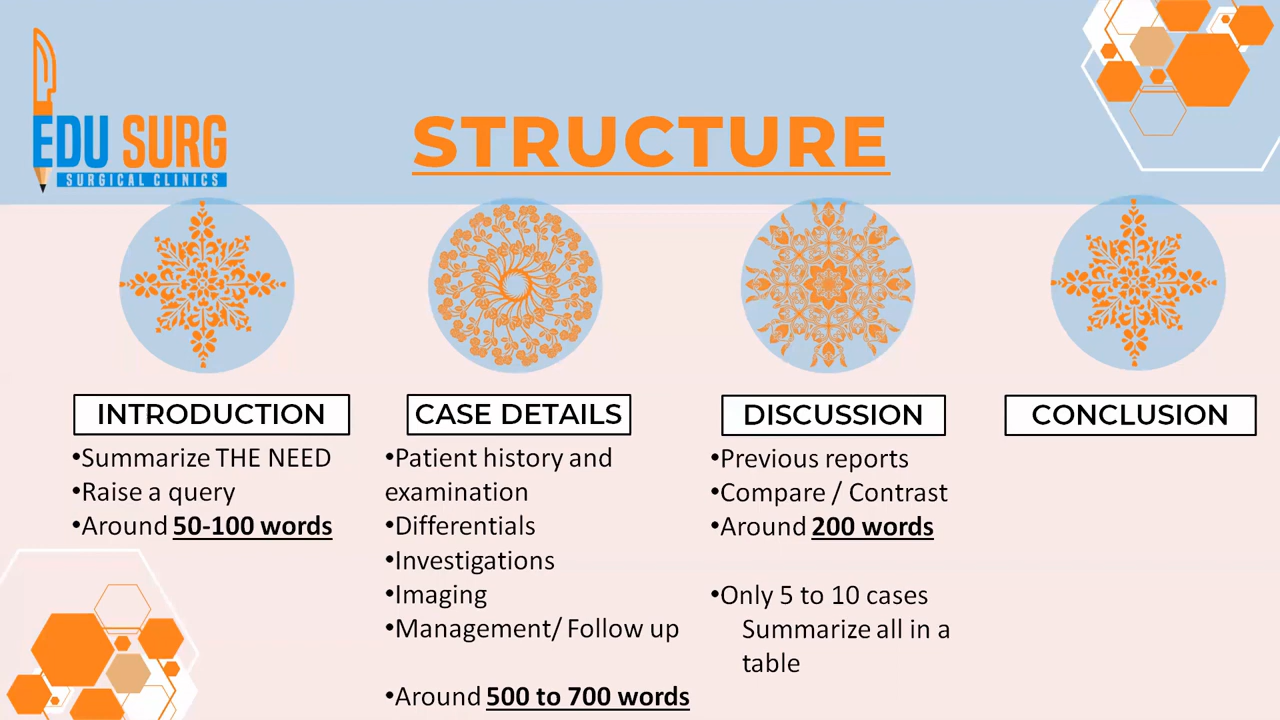 EDU SURG
SURGICAL CLINICS
STRUCTURE
INTRODUCTION
•Summarize THE NEED
•Raise a query
•Around 50-100 words
CASE DETAILS
•Patient history and
examination
•Differentials
•Investigations
•Imaging
•Management/ Follow up
•Around 500 to 700 words
DISCUSSION
•Previous reports
•Compare / Contrast
•Around 200 words
•Only 5 to 10 cases
Summarize all in a
table
CONCLUSION